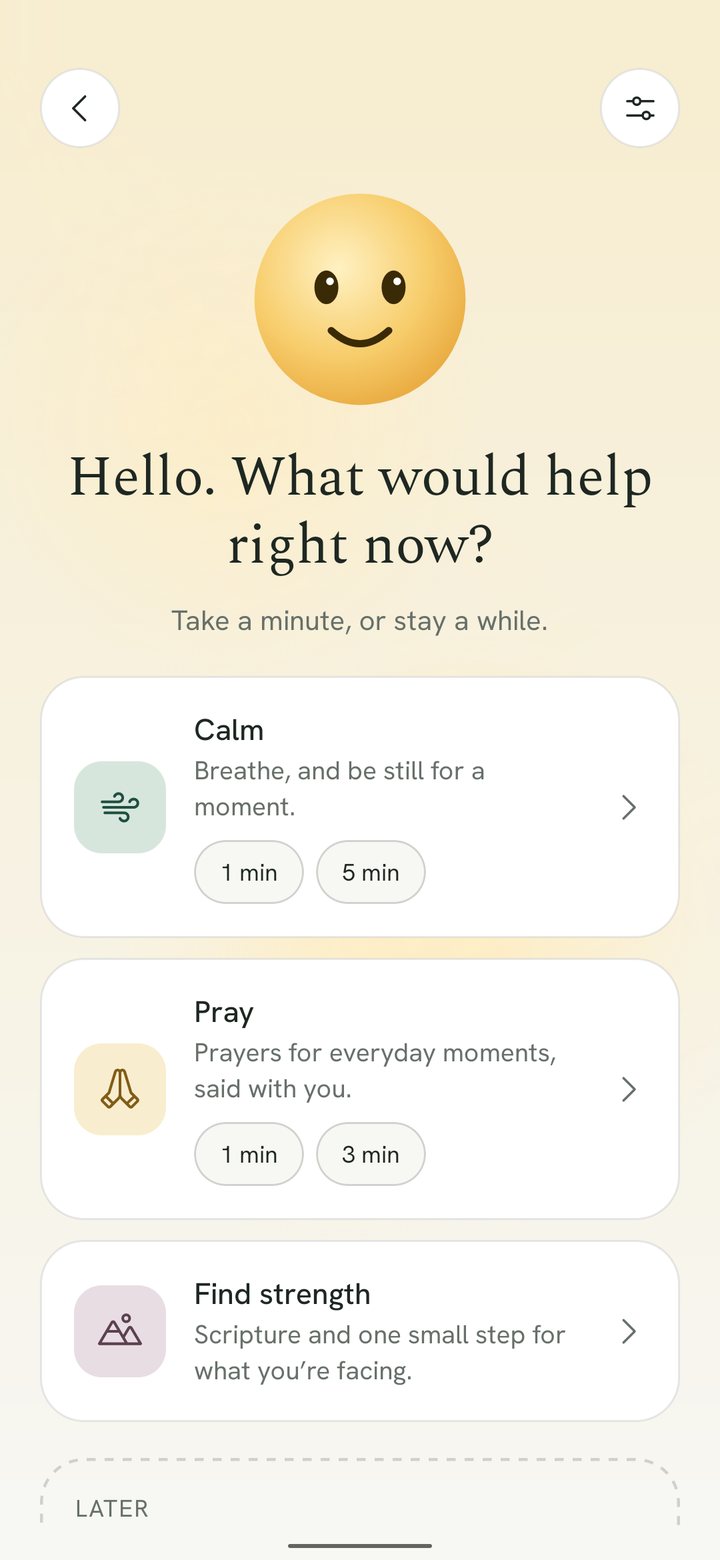 Hello. What would help
right now?
Take a minute, or stay a while.
Calm
Breathe, and be still for a
moment.
1 min 5 min
Pray
Prayers for everyday moments,
said with you.
1 min 3 min
Find strength
Scripture and one small step for
what you’re facing.
LATER